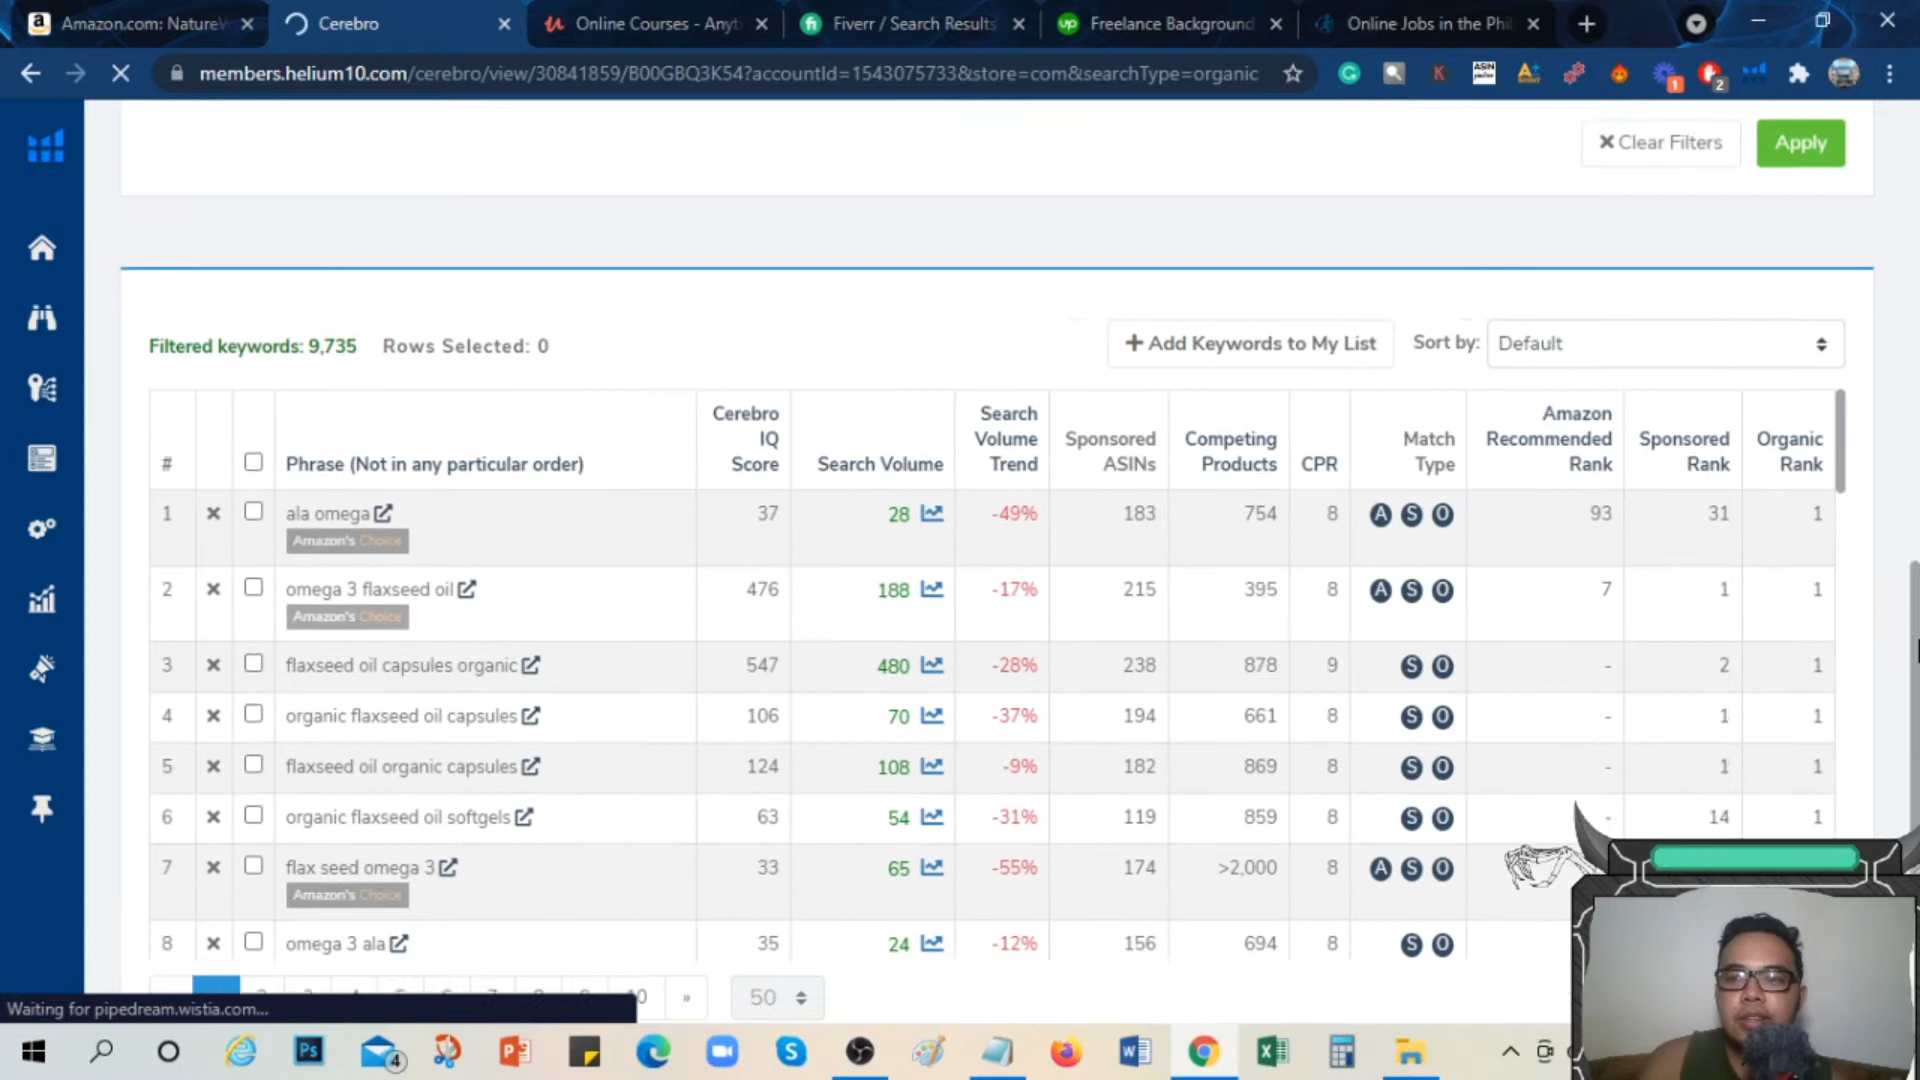 Amazon.com: NatureV
Cerebro
Online Courses - Anyt
Fiverr / Search Results
Freelance Background
Online Jobs in the Phil
members.helium10.com/cerebro/view/30841859/B00GBQ3K54?accountId=1543075733&store=com&searchType=organic
Clear Filters
Apply
Filtered keywords: 9,735 Rows Selected: 0
Add Keywords to My List
Sort by: Default
# Phrase (Not in any particular order) Cerebro IQ Score Search Volume Search Volume Trend Sponsored ASINs Competing Products CPR Match Type Amazon Recommended Rank Sponsored Rank Organic Rank
1 ala omega 37 28 -49% 183 754 8 A S O 93 31 1
Amazon's Choice
2 omega 3 flaxseed oil 476 188 -17% 215 395 8 A S O 7 1 1
Amazon's Choice
3 flaxseed oil capsules organic 547 480 -28% 238 878 9 S O - 2 1
4 organic flaxseed oil capsules 106 70 -37% 194 661 8 S O - 1 1
5 flaxseed oil organic capsules 124 108 -9% 182 869 8 S O - 1 1
6 organic flaxseed oil softgels 63 54 -31% 119 859 8 S O - 14 1
7 flax seed omega 3 33 65 -55% 174 >2,000 8 A S O
Amazon's Choice
8 omega 3 ala 35 24 -12% 156 694 8 S O
» 50
Waiting for pipedream.wistia.com...